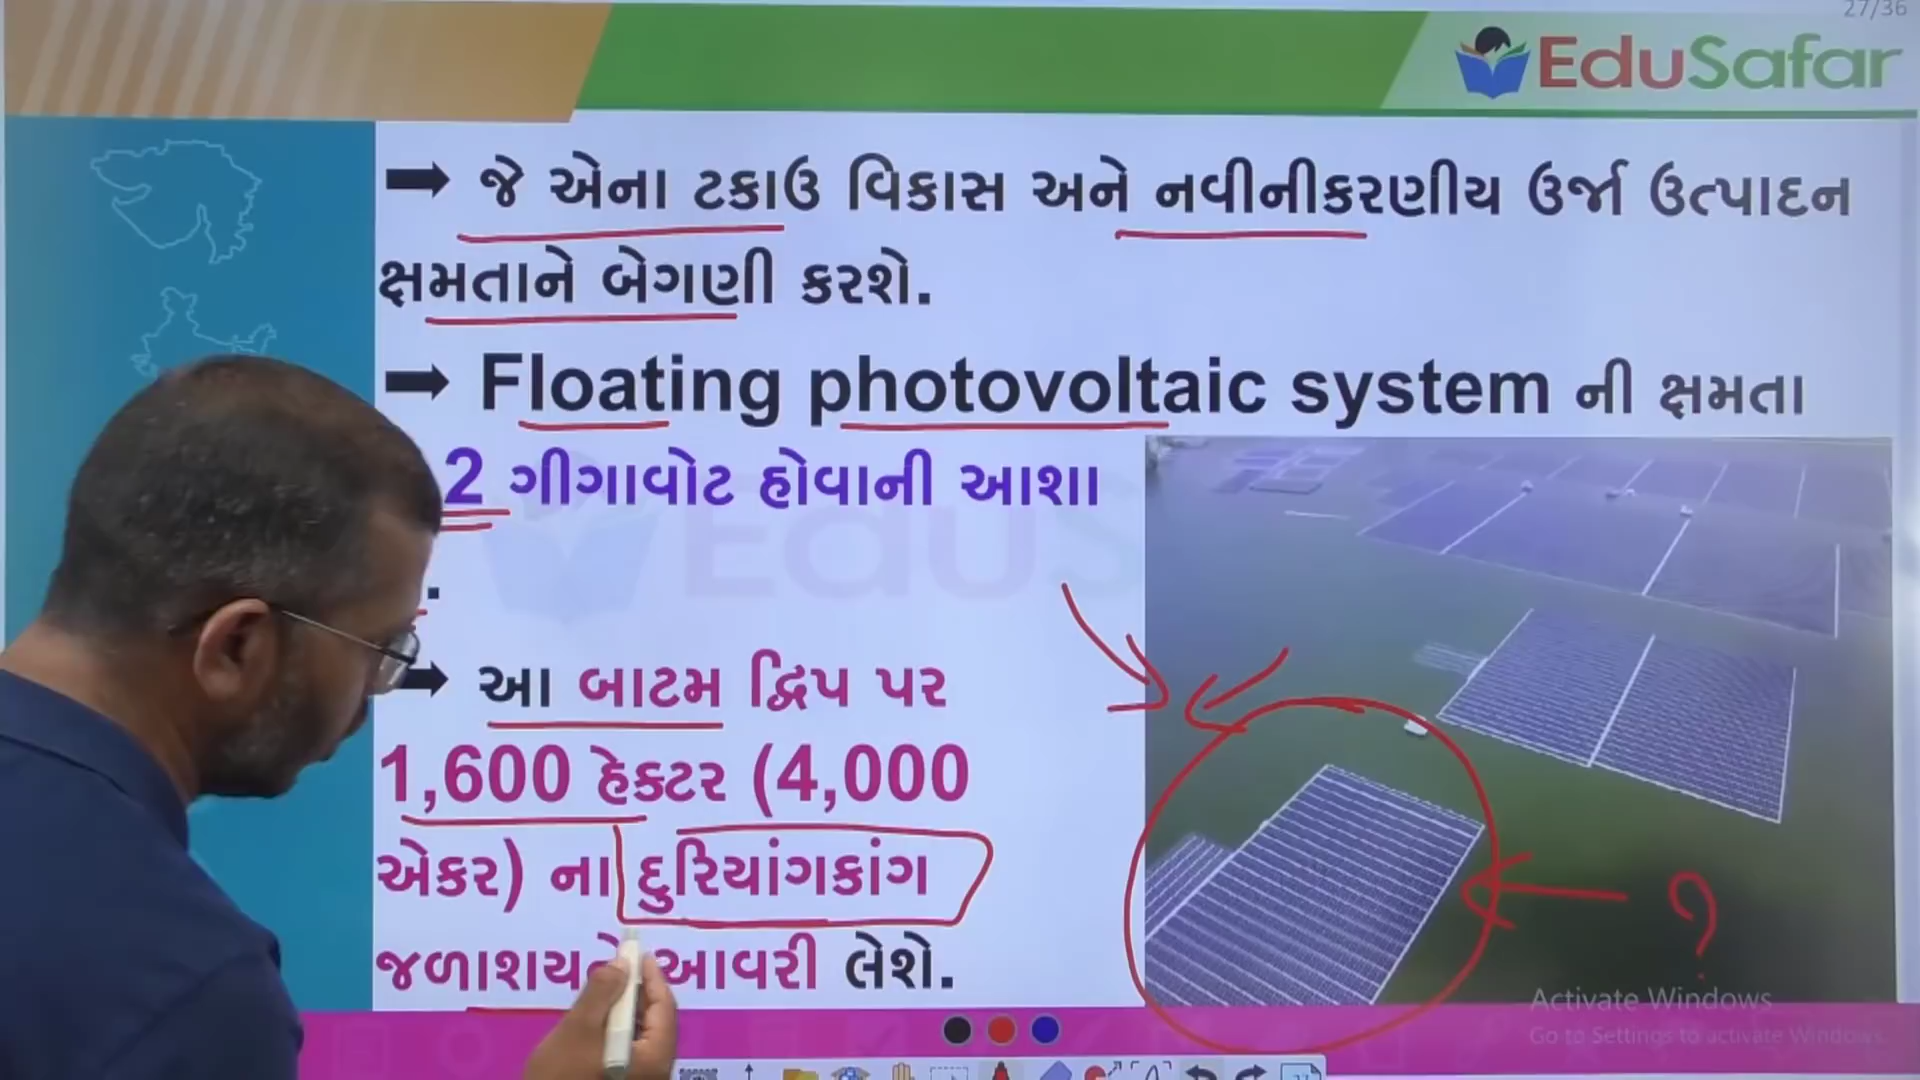 27/36
EduSafar
➡ જે એના ટકાઉ વિકાસ અને નવીનીકરણીય ઉર્જા ઉત્પાદન
ક્ષમતાને બેગણી કરશે.
➡ Floating photovoltaic system ની ક્ષમતા
2 ગીગાવોટ હોવાની આશા
.
➡ આ બાટમ દ્વિપ પર
1,600 હેક્ટર (4,000
એકર) ના દુરિયાંગકાંગ
જળાશયને આવરી લેશે.
?
Activate Windows
Go to Settings to activate Windows.